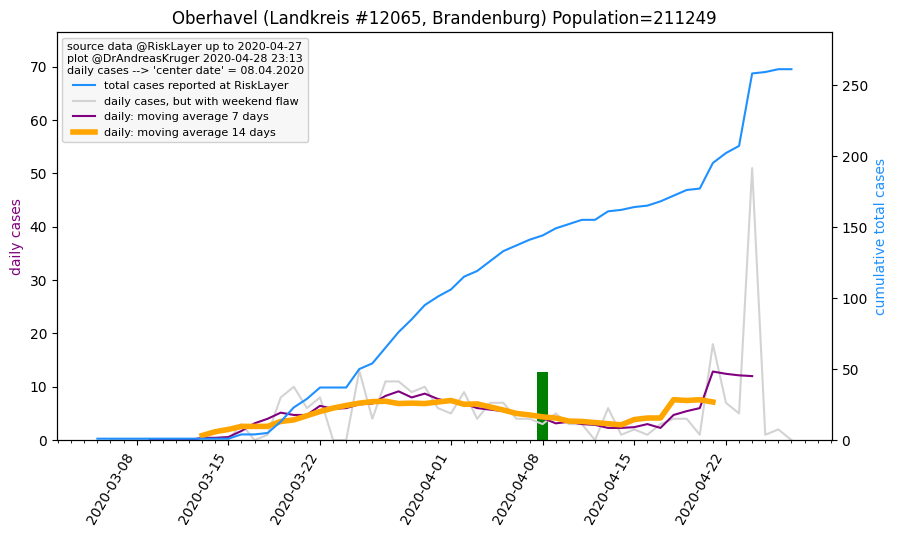 Oberhavel (Landkreis #12065, Brandenburg) Population=211249
source data @RiskLayer up to 2020-04-27
plot @DrAndreasKruger 2020-04-28 23:13
daily cases --> 'center date' = 08.04.2020
total cases reported at RiskLayer
daily cases, but with weekend flaw
daily: moving average 7 days
daily: moving average 14 days
daily cases
70
60
50
40
30
20
10
0
250
200
150
100
50
0
cumulative total cases
2020-03-08
2020-03-15
2020-03-22
2020-04-01
2020-04-08
2020-04-15
2020-04-22